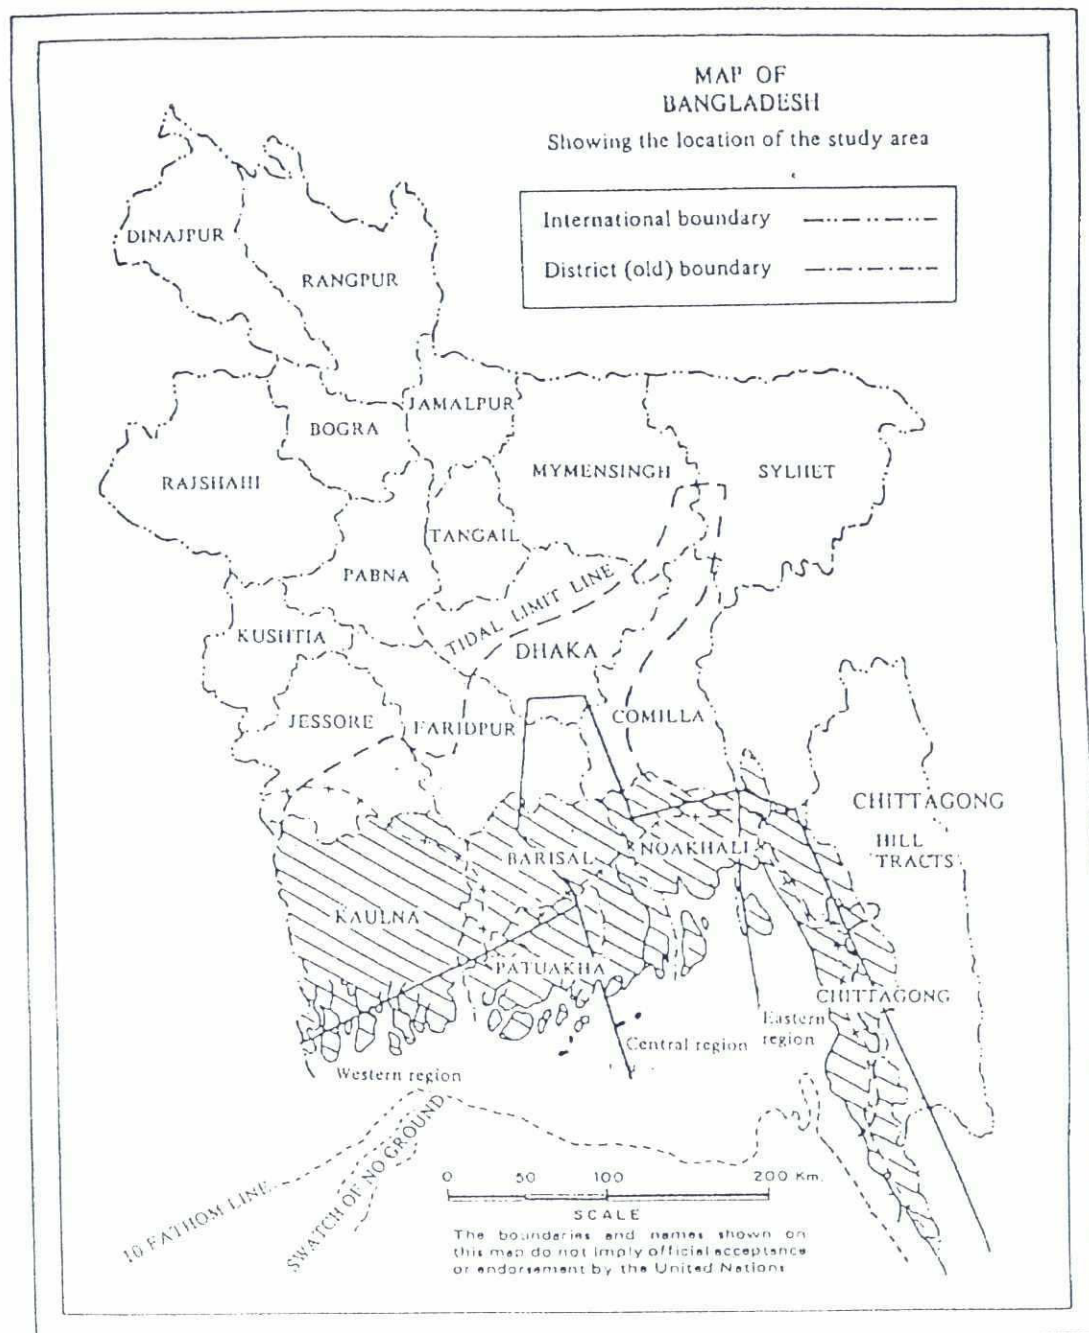 MAP OF
BANGLADESH
Showing the location of the study area
International boundary
District (old) boundary
DINAJPUR
RANGPUR
JAMALPUR
BOGRA
MYMENSINGH
SYLHET
RAJSHAHI
TANGAIL
PABNA
TIDAL LIMIT LINE
KUSHTIA
DHAKA
JESSORE
FARIDPUR
COMILLA
CHITTAGONG
HILL
TRACTS
BARISAL
NOAKHALI
KAULNA
PATUAKHA
CHITTAGONG
Eastern
region
Central region
Western region
10 FATHOM LINE
SWATCH OF NO GROUND
0 50 100 200 Km.
SCALE
The boundaries and names shown on
this map do not imply official acceptance
or endorsement by the United Nations